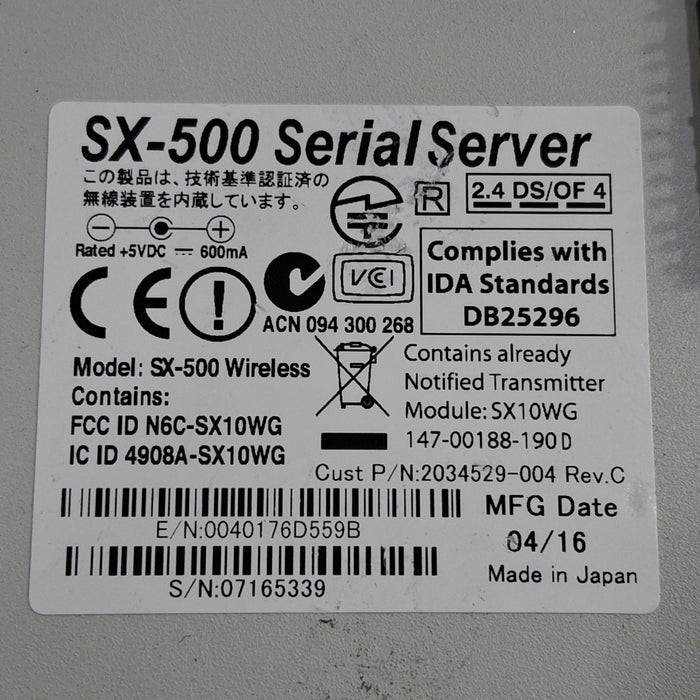 SX-500 Serial Server
この製品は、技術基準認証済の
無線装置を内蔵しています。
R
2.4 DS/OF 4
Rated +5VDC ⎓ 600mA
CE
VCI
Complies with
IDA Standards
DB25296
ACN 094 300 268
Model: SX-500 Wireless
Contains:
FCC ID N6C-SX10WG
IC ID 4908A-SX10WG
Contains already
Notified Transmitter
Module: SX10WG
147-00188-190 D
Cust P/N:2034529-004 Rev.C
E/N:0040176D559B
MFG Date
04/16
S/N:07165339
Made in Japan